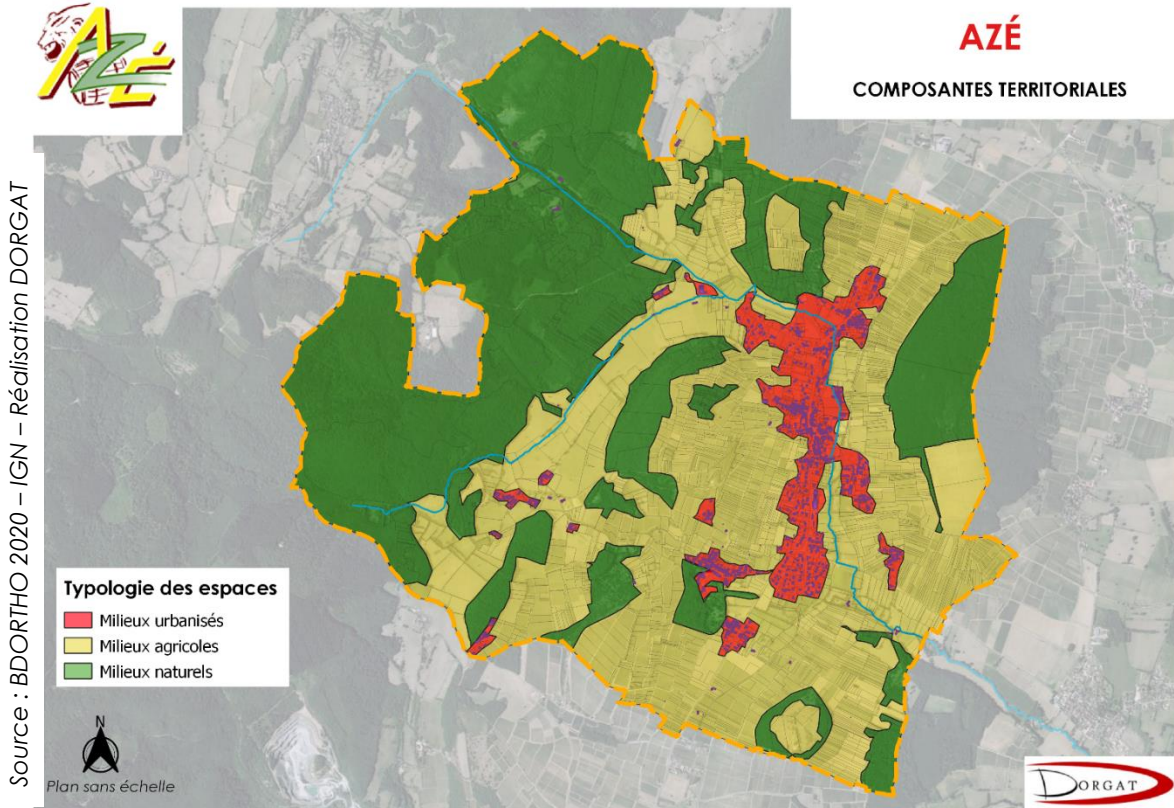 AZÉ
AZÉ
COMPOSANTES TERRITORIALES
Source : BDORTHO 2020 – IGN – Réalisation DORGAT
Typologie des espaces
Milieux urbanisés
Milieux agricoles
Milieux naturels
N
Plan sans échelle
DORGAT